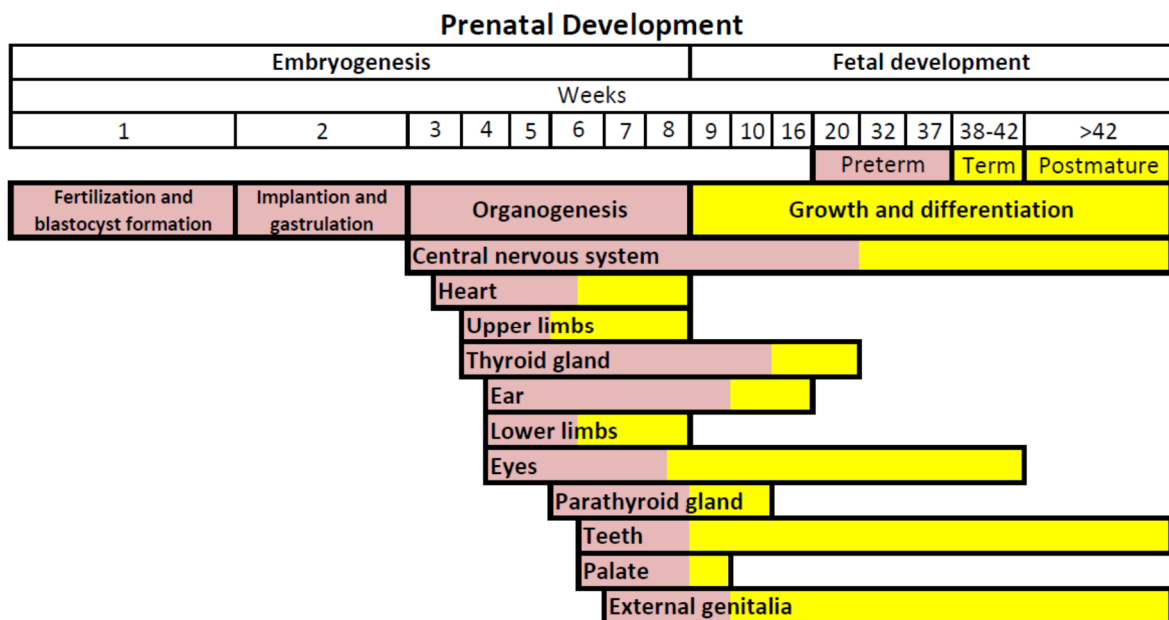 Prenatal Development
Embryogenesis Fetal development
Weeks
1 2 3 4 5 6 7 8 9 10 16 20 32 37 38-42 >42
Preterm Term Postmature
Fertilization and
blastocyst formation
Implantion and
gastrulation
Organogenesis
Growth and differentiation
Central nervous system
Heart
Upper limbs
Thyroid gland
Ear
Lower limbs
Eyes
Parathyroid gland
Teeth
Palate
External genitalia